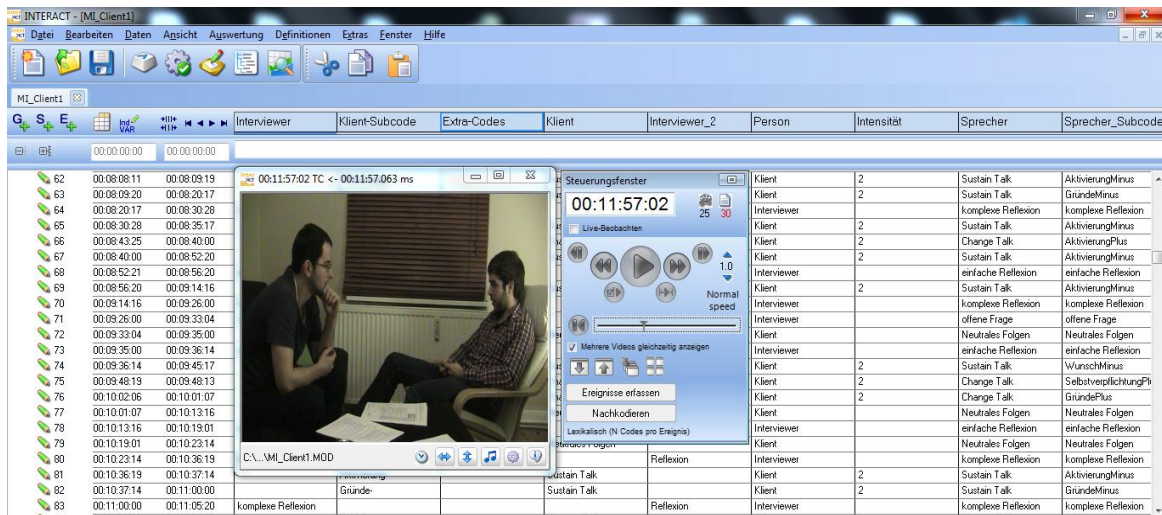 INTERACT - [MI_Client1]
Datei Bearbeiten Daten Ansicht Auswertung Definitionen Extras Fenster Hilfe
MI_Client1
G S E Ind VAR Interviewer Klient-Subcode Extra-Codes Klient Interviewer_2 Person Intensität Sprecher Sprecher_Subcode
00:00:00:00 00:00:00:00
62 00:08:08:11 00:08:09:19 Klient 2 Sustain Talk AktivierungMinus
63 00:08:09:20 00:08:20:17 Klient 2 Sustain Talk GründeMinus
64 00:08:20:17 00:08:30:28 Interviewer komplexe Reflexion komplexe Reflexion
65 00:08:30:28 00:08:35:17 Klient 2 Sustain Talk AktivierungMinus
66 00:08:43:25 00:08:40:00 Klient 2 Change Talk AktivierungPlus
67 00:08:40:00 00:08:52:20 Klient 2 Sustain Talk AktivierungMinus
68 00:08:52:21 00:08:56:20 Interviewer einfache Reflexion einfache Reflexion
69 00:08:56:20 00:09:14:16 Klient 2 Sustain Talk AktivierungMinus
70 00:09:14:16 00:09:26:00 Interviewer komplexe Reflexion komplexe Reflexion
71 00:09:26:00 00:09:33:04 Interviewer offene Frage offene Frage
72 00:09:33:04 00:09:35:00 Klient Neutrales Folgen Neutrales Folgen
73 00:09:35:00 00:09:36:14 Interviewer einfache Reflexion einfache Reflexion
74 00:09:36:14 00:09:45:17 Klient 2 Sustain Talk WunschMinus
75 00:09:48:19 00:09:48:13 Klient 2 Change Talk SelbstverpflichtungPl
76 00:10:02:06 00:10:01:07 Klient 2 Change Talk GründePlus
77 00:10:01:07 00:10:13:16 Klient Neutrales Folgen Neutrales Folgen
78 00:10:13:16 00:10:19:01 Interviewer einfache Reflexion einfache Reflexion
79 00:10:19:01 00:10:23:14 Neutrales Folgen Klient Neutrales Folgen Neutrales Folgen
80 00:10:23:14 00:10:36:19 Reflexion Interviewer komplexe Reflexion komplexe Reflexion
81 00:10:36:19 00:10:37:14 Aktivierung- Sustain Talk Klient 2 Sustain Talk AktivierungMinus
82 00:10:37:14 00:11:00:00 Gründe- Sustain Talk Klient 2 Sustain Talk GründeMinus
83 00:11:00:00 00:11:05:20 komplexe Reflexion Reflexion Interviewer komplexe Reflexion komplexe Reflexion
00:11:57:02 TC <- 00:11:57.063 ms
C:\...\MI_Client1.MOD
Steuerungsfenster
00:11:57:02
25 30
Live-Beobachten
1.0
Normal speed
Mehrere Videos gleichzeitig anzeigen
Ereignisse erfassen
Nachkodieren
Lexikalisch (N Codes pro Ereignis)